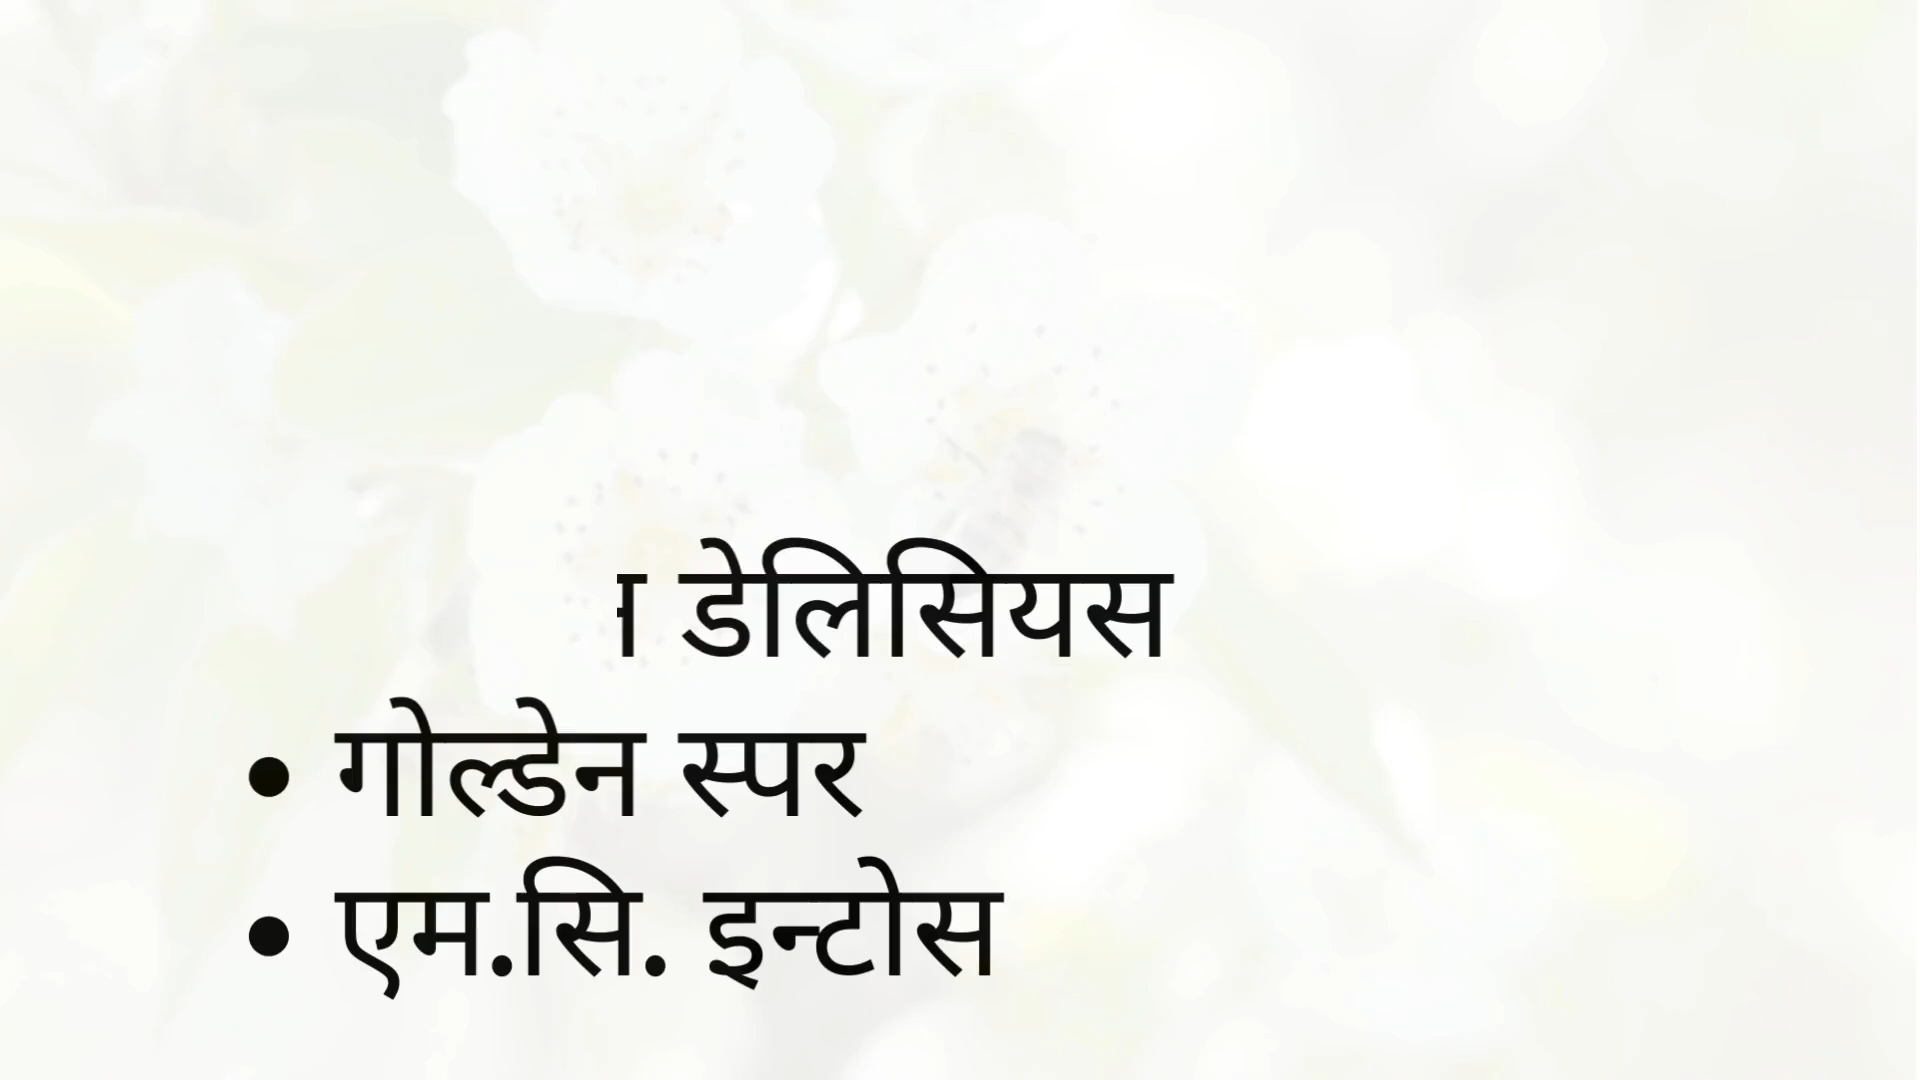 डेलिसियस
• गोल्डेन स्पर
• एम.सि. इन्टोस